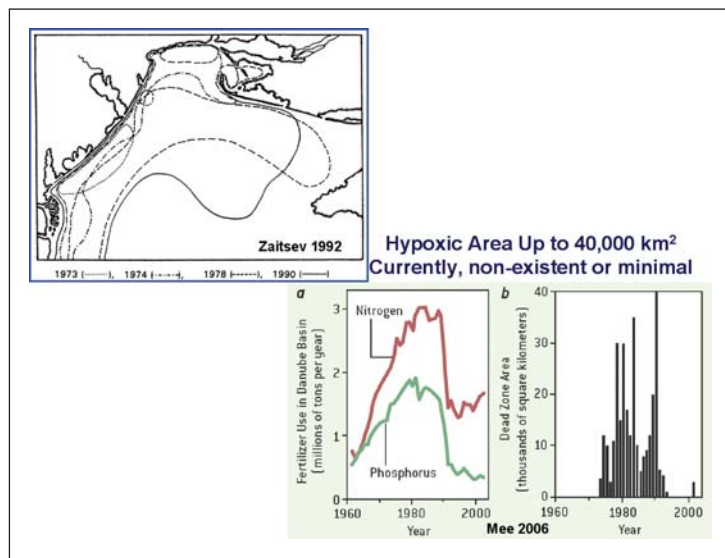 Zaitsev 1992
1973 (········), 1974 (–··–··–), 1978 (-------), 1990 (———)
Hypoxic Area Up to 40,000 km²
Currently, non-existent or minimal
a
Fertilizer Use in Danube Basin
(millions of tons per year)
3
2
1
0
Nitrogen
Phosphorus
1960
1980
2000
Year
Mee 2006
b
Dead Zone Area
(thousands of square kilometers)
40
30
20
10
0
1960
1980
2000
Year